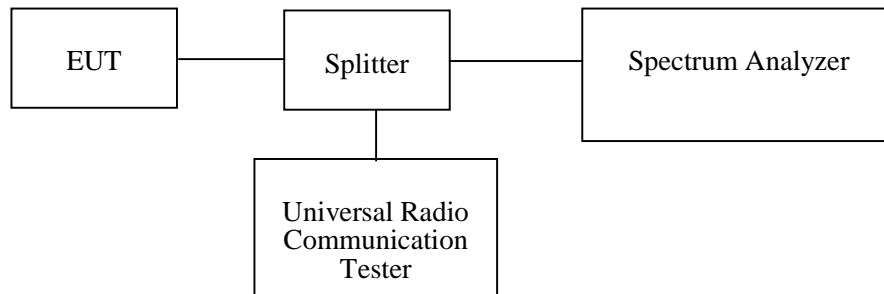 EUT
Splitter
Spectrum Analyzer
Universal Radio
Communication
Tester